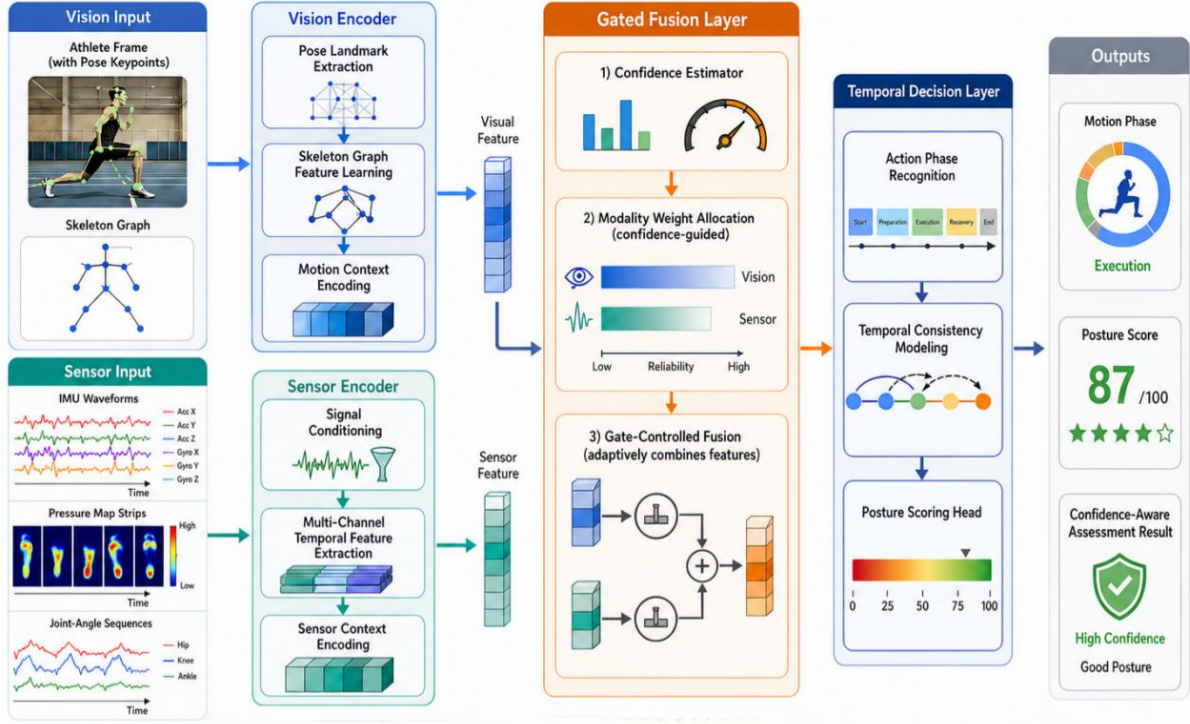 Vision Input
Athlete Frame
(with Pose Keypoints)
Skeleton Graph
Sensor Input
IMU Waveforms
Acc X
Acc Y
Acc Z
Gyro X
Gyro Y
Gyro Z
Time
Pressure Map Strips
High
Low
Time
Joint-Angle Sequences
Hip
Knee
Ankle
Time
Vision Encoder
Pose Landmark
Extraction
Skeleton Graph
Feature Learning
Motion Context
Encoding
Sensor Encoder
Signal
Conditioning
Multi-Channel
Temporal Feature
Extraction
Sensor Context
Encoding
Visual
Feature
Sensor
Feature
Gated Fusion Layer
1) Confidence Estimator
2) Modality Weight Allocation
(confidence-guided)
Vision
Sensor
Low Reliability High
3) Gate-Controlled Fusion
(adaptively combines features)
Temporal Decision Layer
Action Phase
Recognition
Start Preparation Execution Recovery End
Temporal Consistency
Modeling
Posture Scoring Head
0 25 50 75 100
Outputs
Motion Phase
Execution
Posture Score
87 /100
Confidence-Aware
Assessment Result
High Confidence
Good Posture